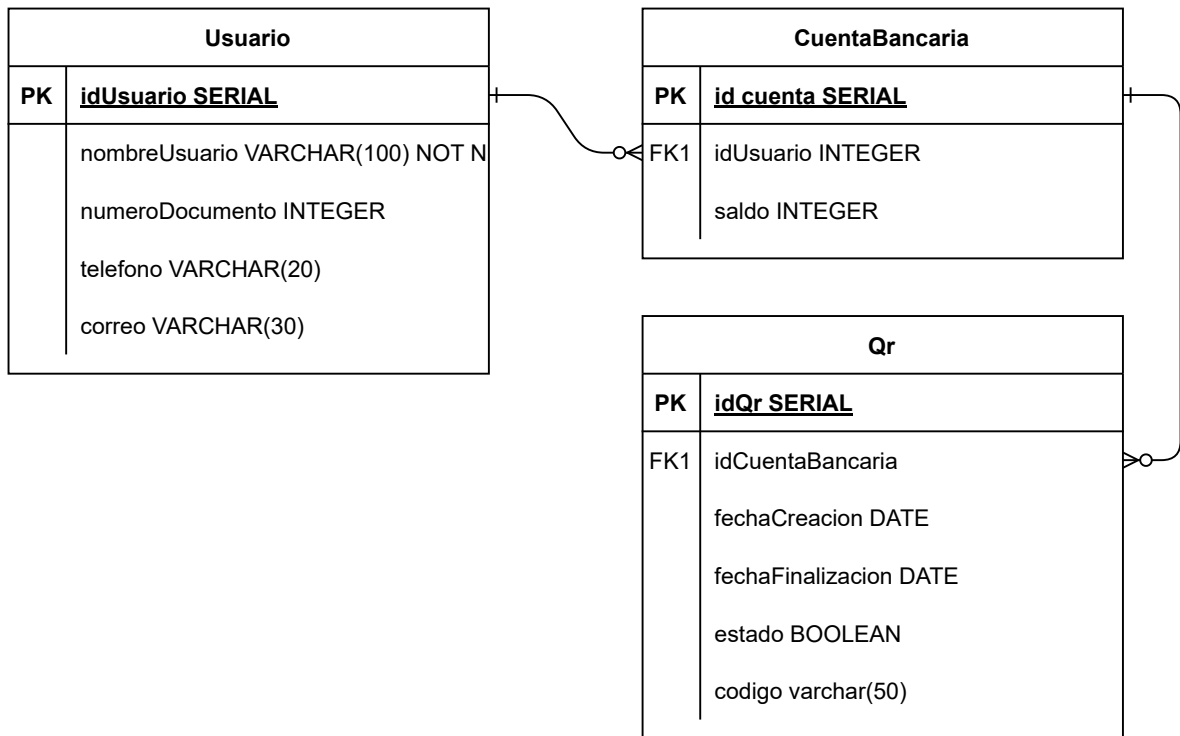 Usuario
PK idUsuario SERIAL
nombreUsuario VARCHAR(100) NOT N
numeroDocumento INTEGER
telefono VARCHAR(20)
correo VARCHAR(30)
CuentaBancaria
PK id cuenta SERIAL
FK1 idUsuario INTEGER
saldo INTEGER
Qr
PK idQr SERIAL
FK1 idCuentaBancaria
fechaCreacion DATE
fechaFinalizacion DATE
estado BOOLEAN
codigo varchar(50)